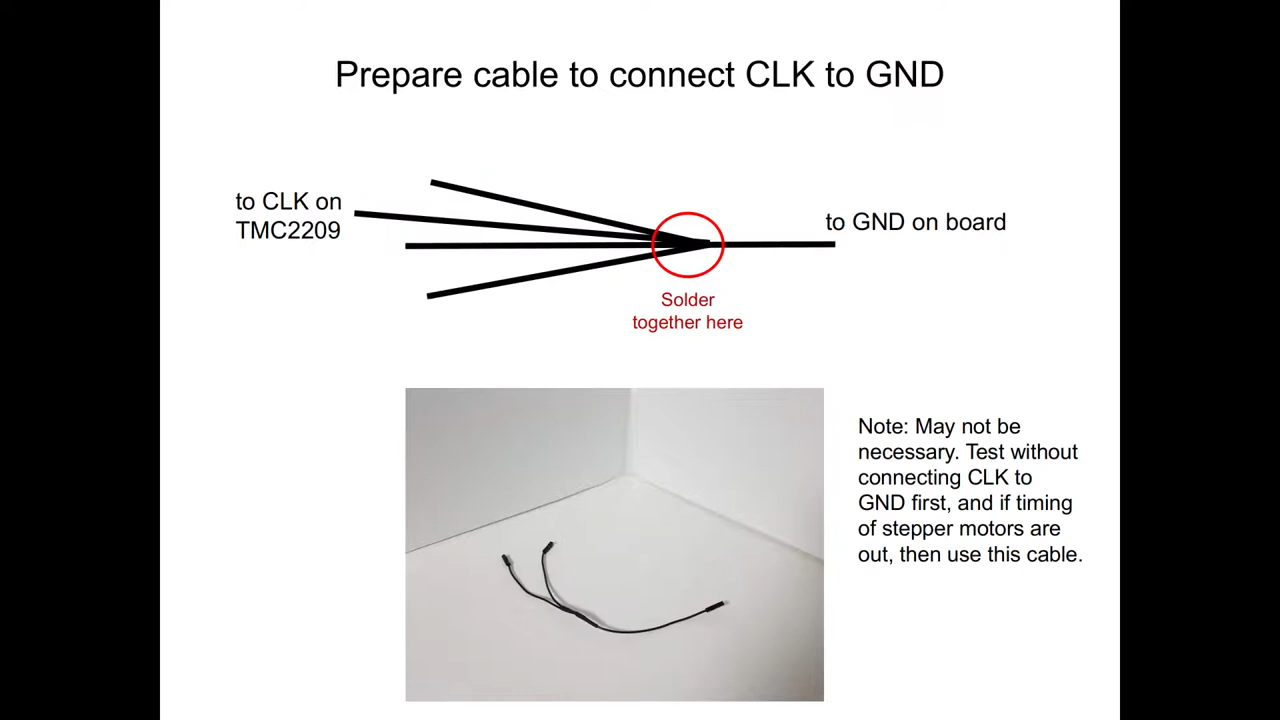 Prepare cable to connect CLK to GND
to CLK on
TMC2209
to GND on board
Solder
together here
Note: May not be
necessary. Test without
connecting CLK to
GND first, and if timing
of stepper motors are
out, then use this cable.